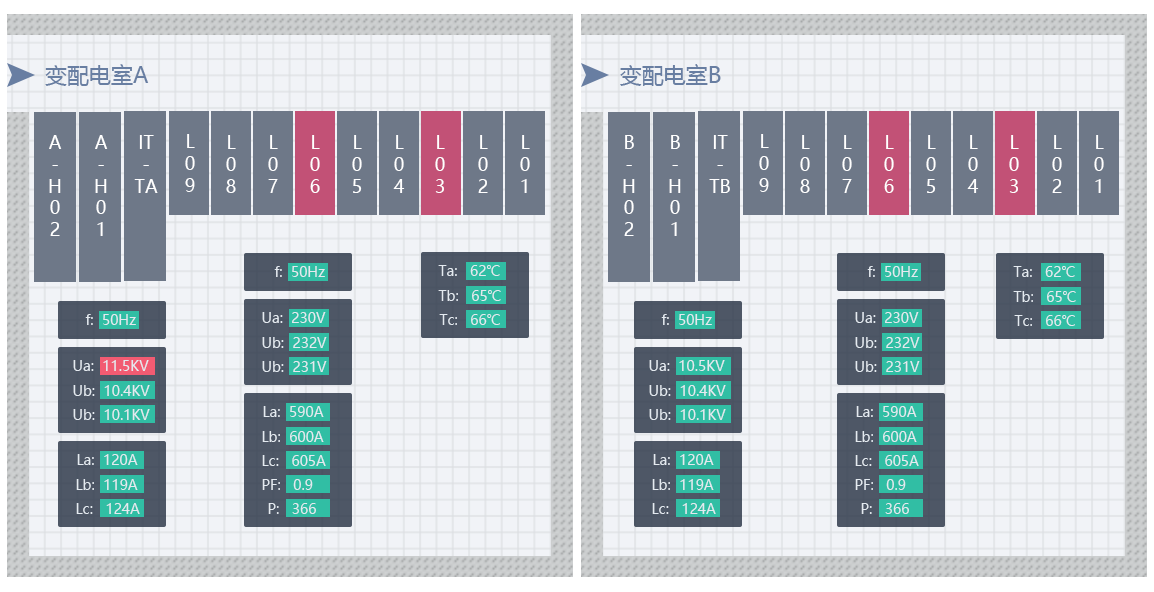 变配电室A
A-H02
A-H01
IT-TA
L09
L08
L07
L06
L05
L04
L03
L02
L01
f: 50Hz
Ua: 11.5KV
Ub: 10.4KV
Ub: 10.1KV
La: 120A
Lb: 119A
Lc: 124A
f: 50Hz
Ua: 230V
Ub: 232V
Ub: 231V
La: 590A
Lb: 600A
Lc: 605A
PF: 0.9
P: 366
Ta: 62℃
Tb: 65℃
Tc: 66℃
变配电室B
B-H02
B-H01
IT-TB
L09
L08
L07
L06
L05
L04
L03
L02
L01
f: 50Hz
Ua: 10.5KV
Ub: 10.4KV
Ub: 10.1KV
La: 120A
Lb: 119A
Lc: 124A
f: 50Hz
Ua: 230V
Ub: 232V
Ub: 231V
La: 590A
Lb: 600A
Lc: 605A
PF: 0.9
P: 366
Ta: 62℃
Tb: 65℃
Tc: 66℃